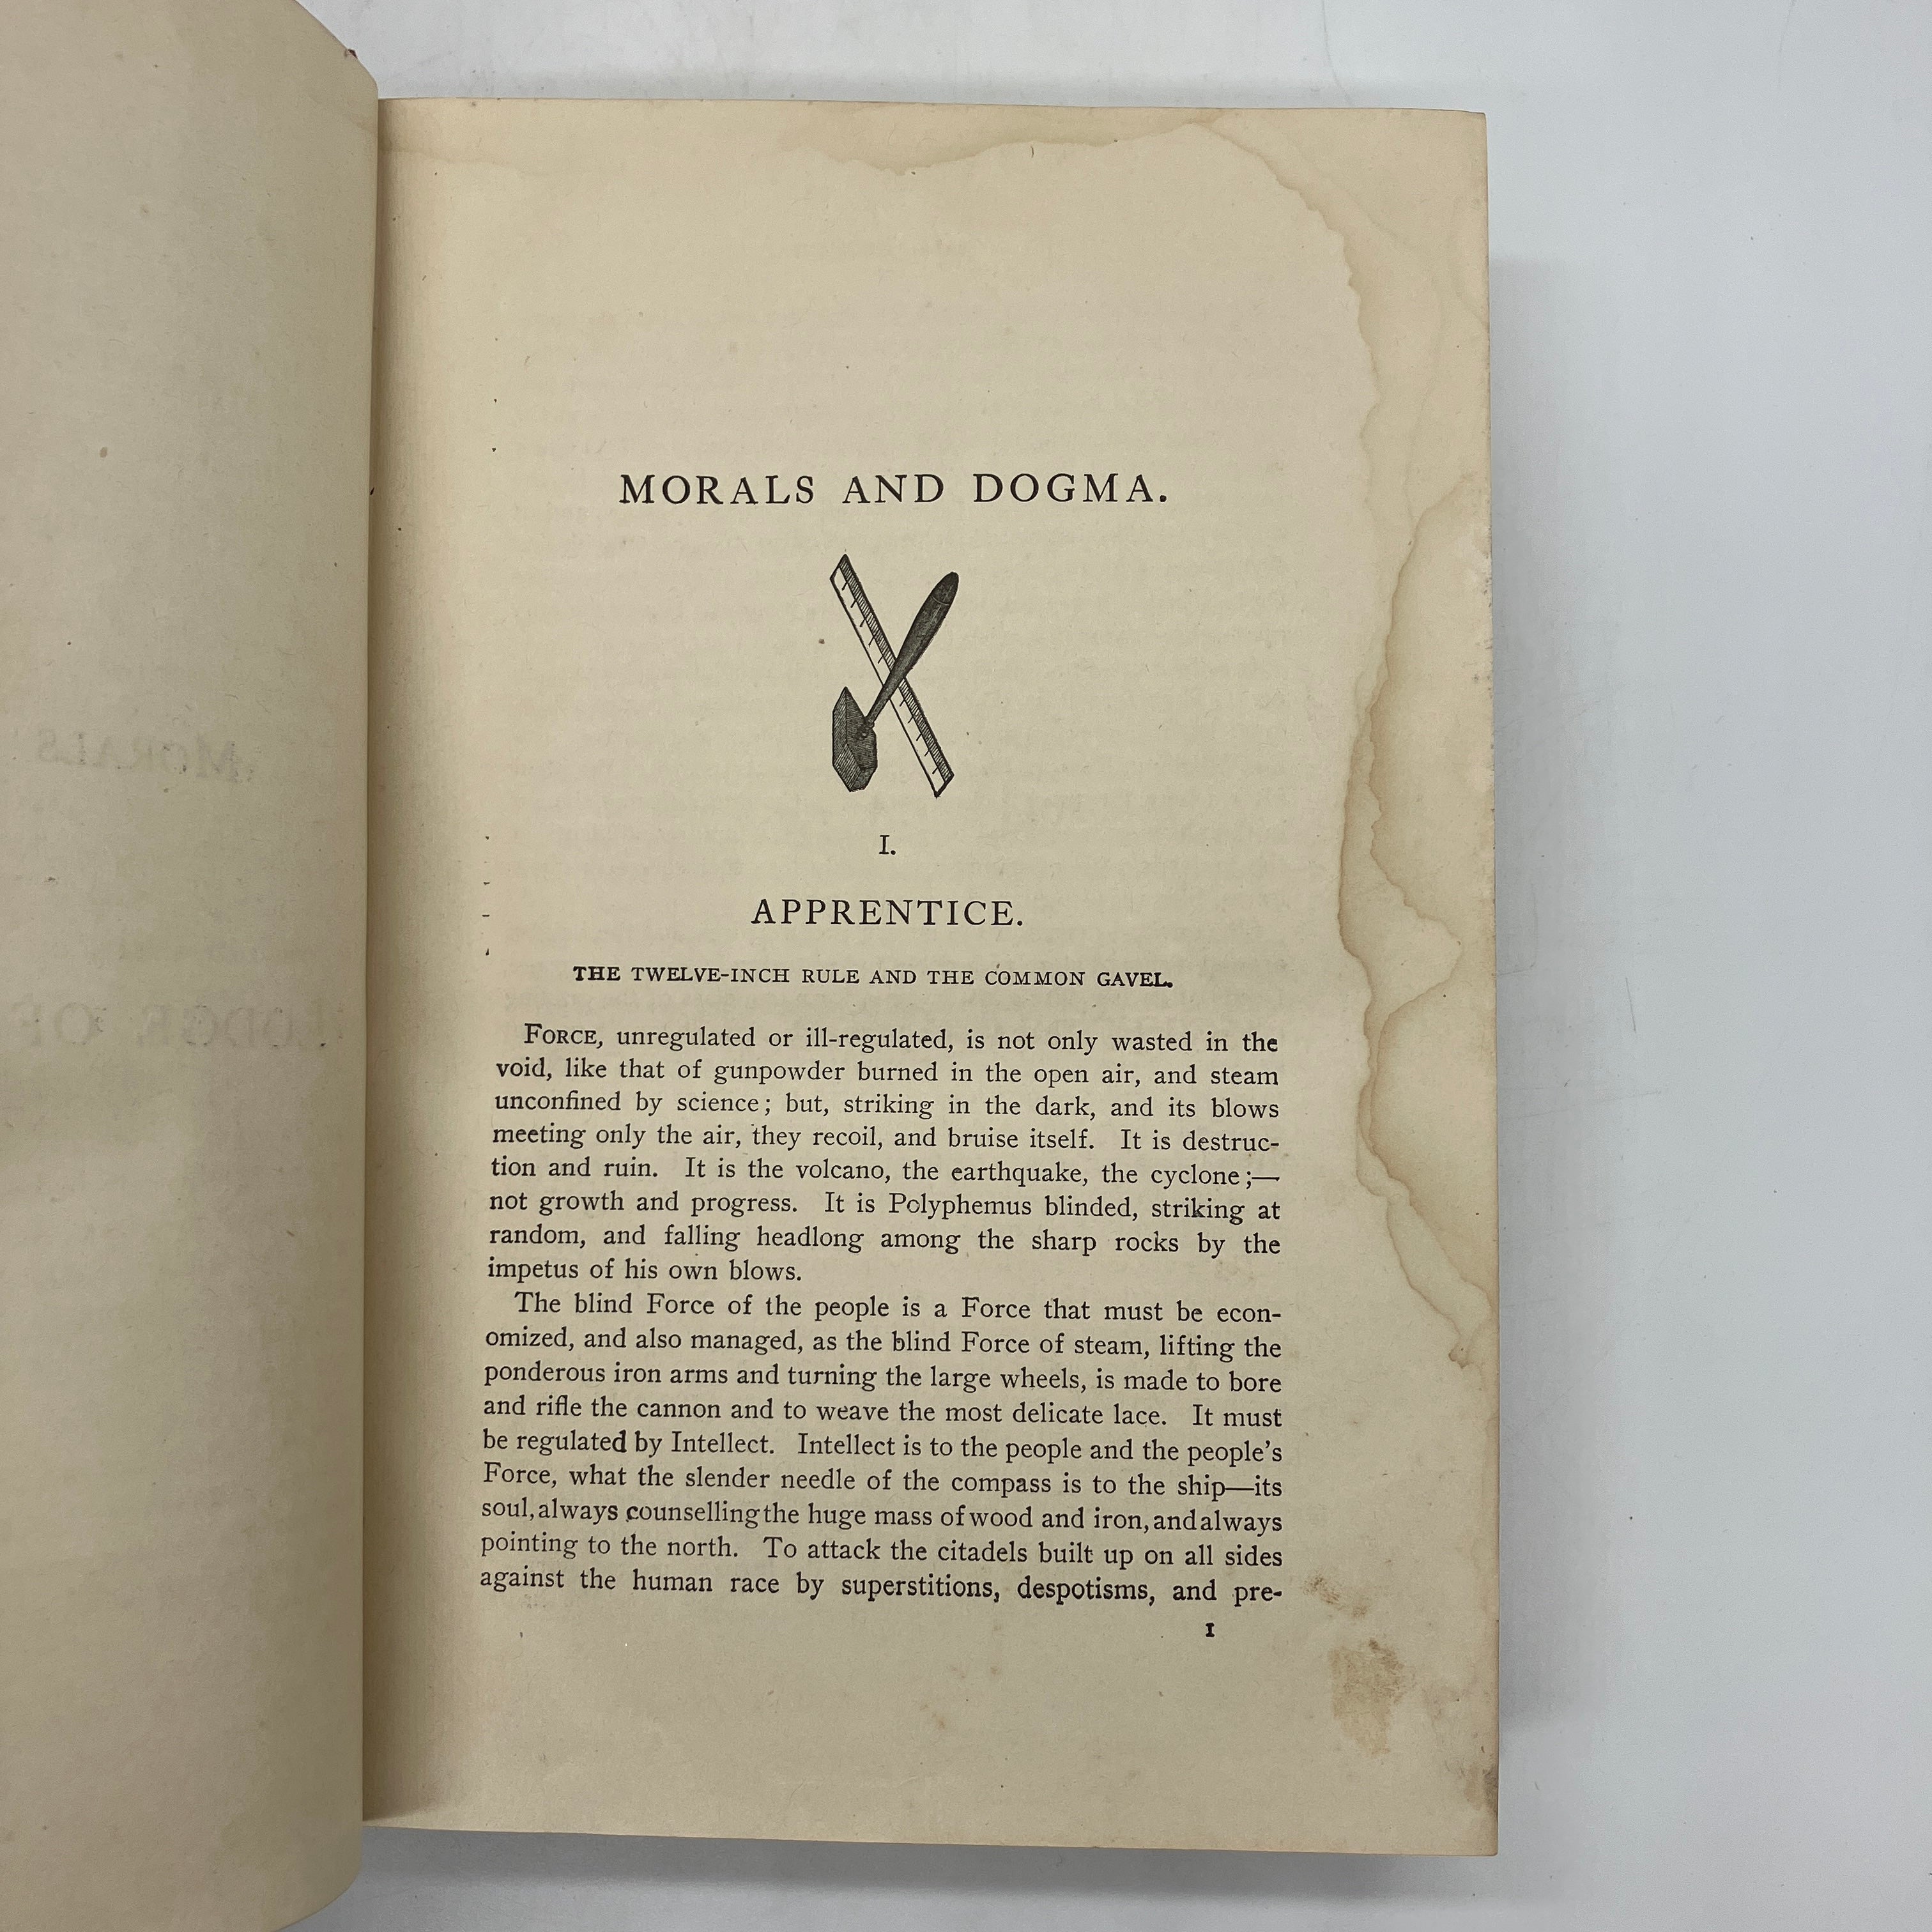 MORALS AND DOGMA.
I.
APPRENTICE.
THE TWELVE-INCH RULE AND THE COMMON GAVEL.
FORCE, unregulated or ill-regulated, is not only wasted in the
void, like that of gunpowder burned in the open air, and steam
unconfined by science; but, striking in the dark, and its blows
meeting only the air, they recoil, and bruise itself. It is destruc-
tion and ruin. It is the volcano, the earthquake, the cyclone;—
not growth and progress. It is Polyphemus blinded, striking at
random, and falling headlong among the sharp rocks by the
impetus of his own blows.
The blind Force of the people is a Force that must be econ-
omized, and also managed, as the blind Force of steam, lifting the
ponderous iron arms and turning the large wheels, is made to bore
and rifle the cannon and to weave the most delicate lace. It must
be regulated by Intellect. Intellect is to the people and the people's
Force, what the slender needle of the compass is to the ship—its
soul, always counselling the huge mass of wood and iron, and always
pointing to the north. To attack the citadels built up on all sides
against the human race by superstitions, despotisms, and pre-
1